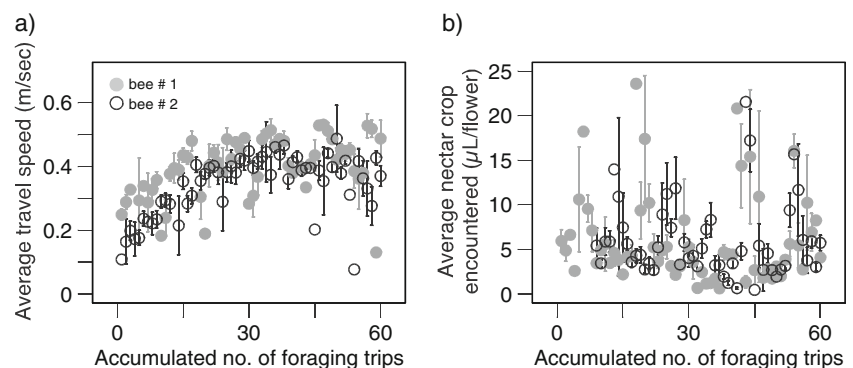 a)
Average travel speed (m/sec)
0.6
0.4
0.2
0
bee # 1
bee # 2
0 30 60
Accumulated no. of foraging trips
b)
Average nectar crop
encountered (µL/flower)
25
20
15
10
5
0
0 30 60
Accumulated no. of foraging trips